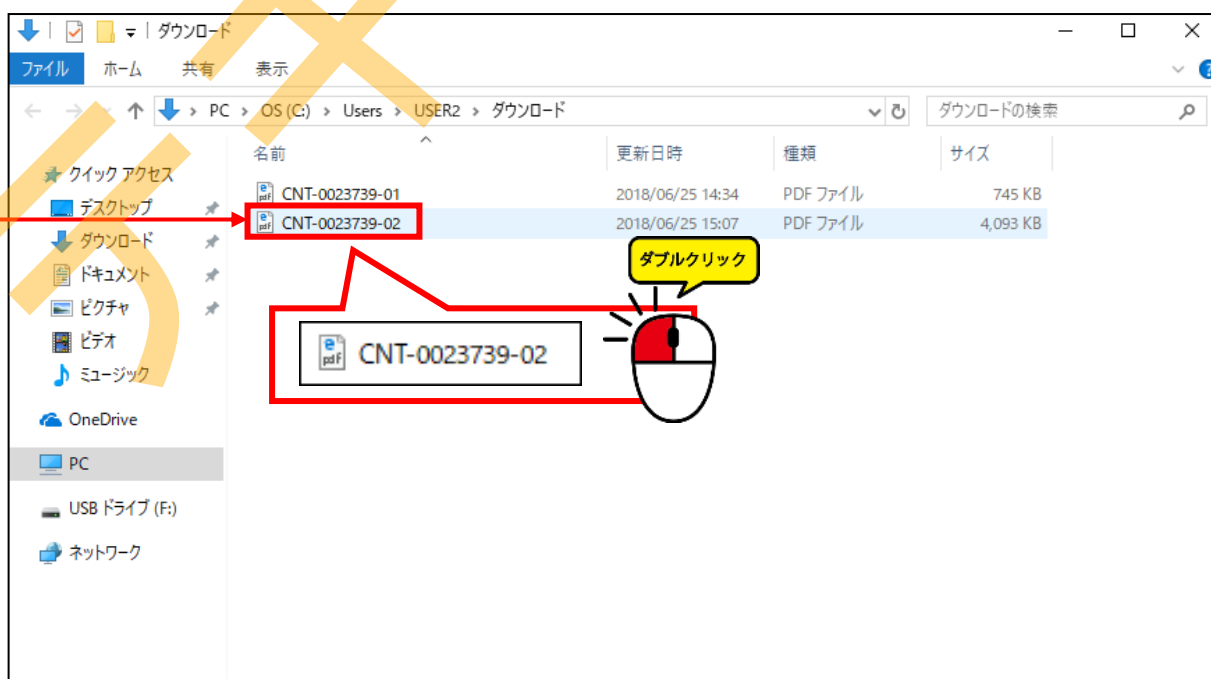 ダウンロード
ファイル ホーム 共有 表示
PC > OS (C:) > Users > USER2 > ダウンロード ダウンロードの検索
名前 更新日時 種類 サイズ
クイック アクセス
CNT-0023739-01 2018/06/25 14:34 PDF ファイル 745 KB
デスクトップ
CNT-0023739-02 2018/06/25 15:07 PDF ファイル 4,093 KB
ダウンロード
ダブルクリック
ドキュメント
ピクチャ
ビデオ
CNT-0023739-02
ミュージック
OneDrive
PC
USB ドライブ (F:)
ネットワーク